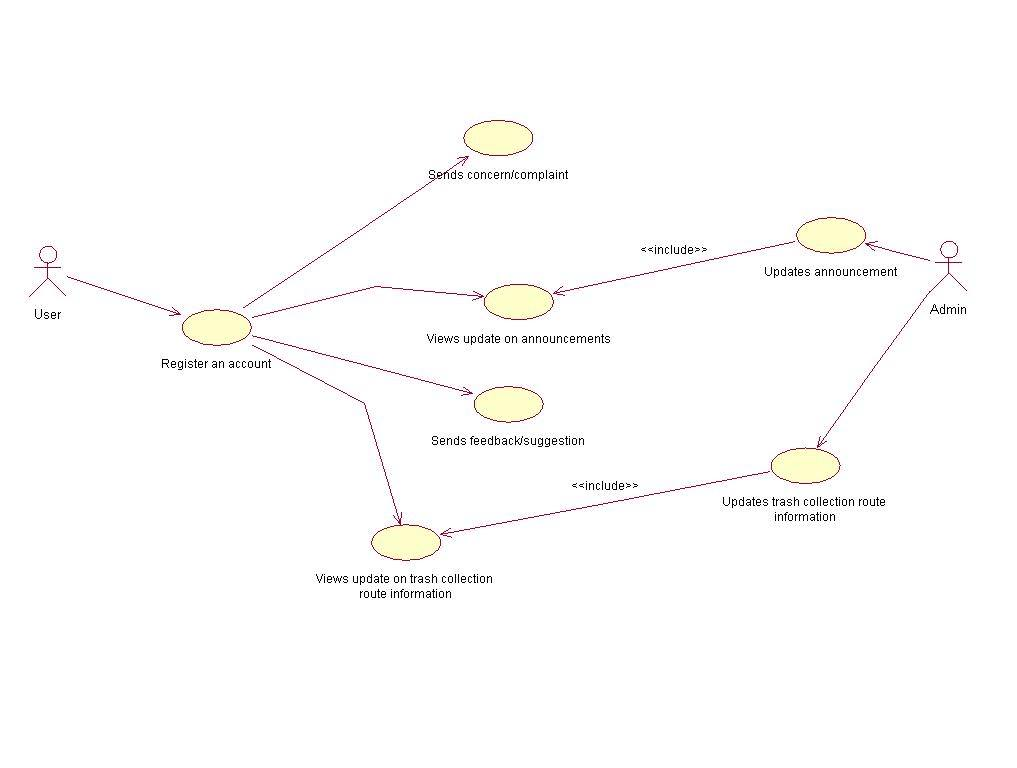 Sends concern/complaint
<<include>>
Updates announcement
User
Admin
Views update on announcements
Register an account
Sends feedback/suggestion
<<include>>
Updates trash collection route
information
Views update on trash collection
route information